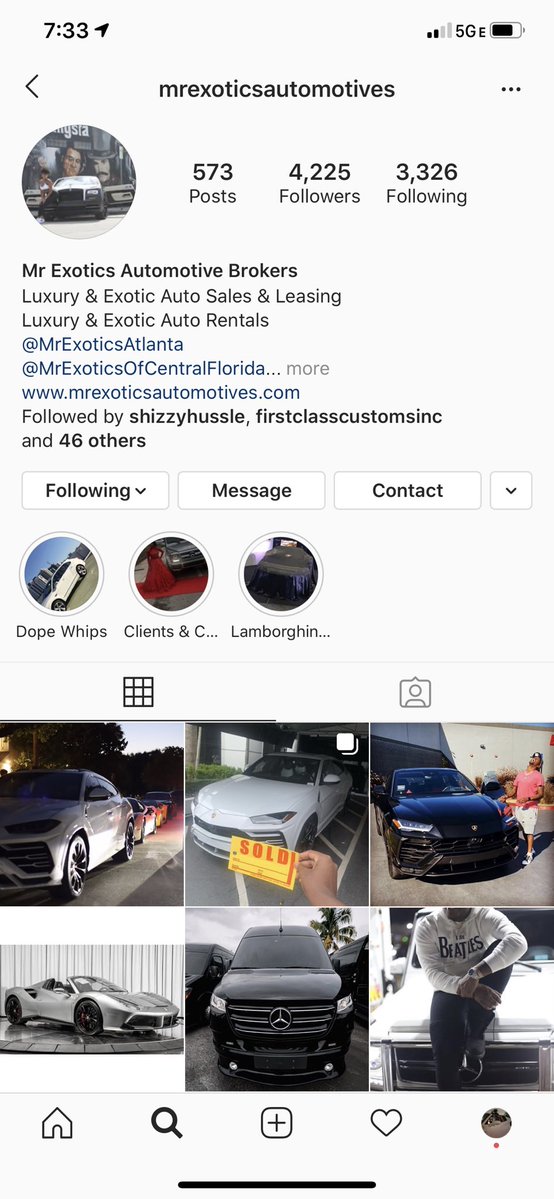 7:33
5GE
mrexoticsautomotives
573
4,225
3,326
Posts
Followers
Following
Mr Exotics Automotive Brokers
Luxury & Exotic Auto Sales & Leasing
Luxury & Exotic Auto Rentals
@MrExoticsAtlanta
@MrExoticsOfCentralFlorida... more
www.mrexoticsautomotives.com
Followed by shizzyhussle, firstclasscustomsinc
and 46 others
Following
Message
Contact
Dope Whips
Clients & C...
Lamborghin...
SOLD
BEATLES